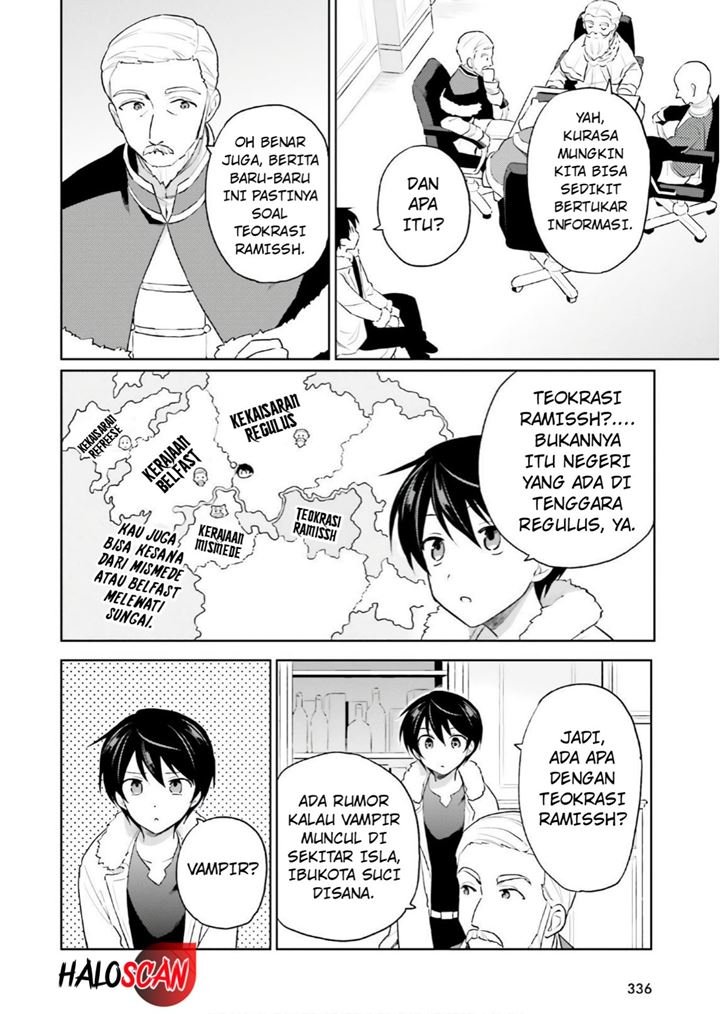 YAH,
KURASA
MUNGKIN
KITA BISA
SEDIKIT
BERTUKAR
INFORMASI.
DAN
APA
ITU?
OH BENAR
JUGA, BERITA
BARU-BARU
INI PASTINYA
SOAL
TEOKRASI
RAMISSH.
TEOKRASI
RAMISSH?....
BUKANNYA
ITU NEGERI
YANG ADA DI
TENGGARA
REGULUS, YA.
KEKAISARAN
REGULUS
KEKAISARAN
REFREESE
KERAJAAN
BELFAST
KERAJAAN
MISMEDE
TEOKRASI
RAMISSH
KAU JUGA
BISA KESANA
DARI MISMEDE
ATAU BELFAST
MELEWATI
SUNGAI.
JADI,
ADA APA
DENGAN
TEOKRASI
RAMISSH?
ADA RUMOR
KALAU VAMPIR
MUNCUL DI
SEKITAR ISLA,
IBUKOTA SUCI
DISANA.
VAMPIR?
HALOSCAN
336